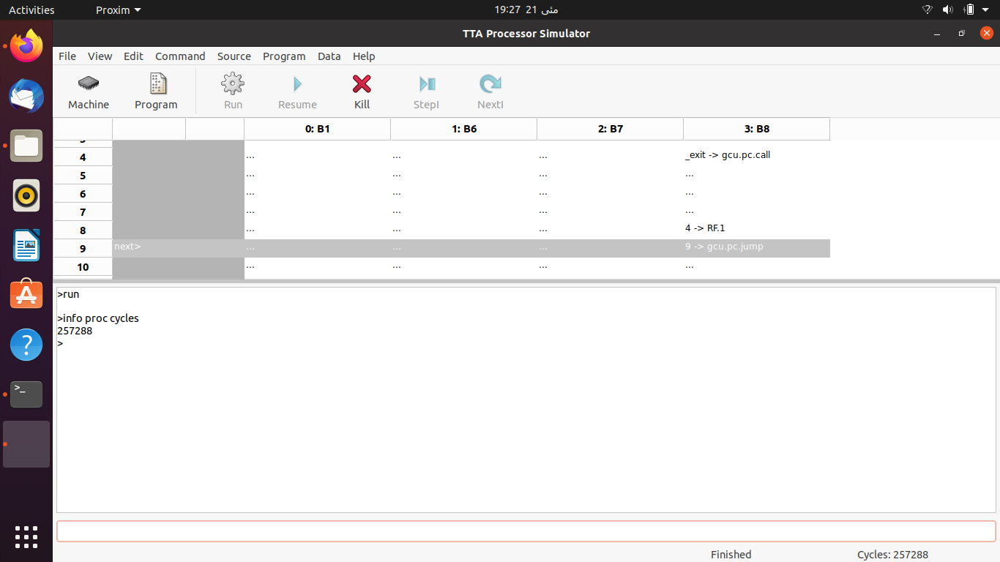 Activities Proxim 19:27 21 مئی
TTA Processor Simulator
File View Edit Command Source Program Data Help
Machine Program Run Resume Kill StepI NextI
0: B1 1: B6 2: B7 3: B8
4 ... ... ... _exit -> gcu.pc.call
5 ... ... ... ...
6 ... ... ... ...
7 ... ... ... ...
8 ... ... ... 4 -> RF.1
9 next> ... ... ... 9 -> gcu.pc.jump
10 ... ... ... ...
>run
>info proc cycles
257288
>
Finished Cycles: 257288